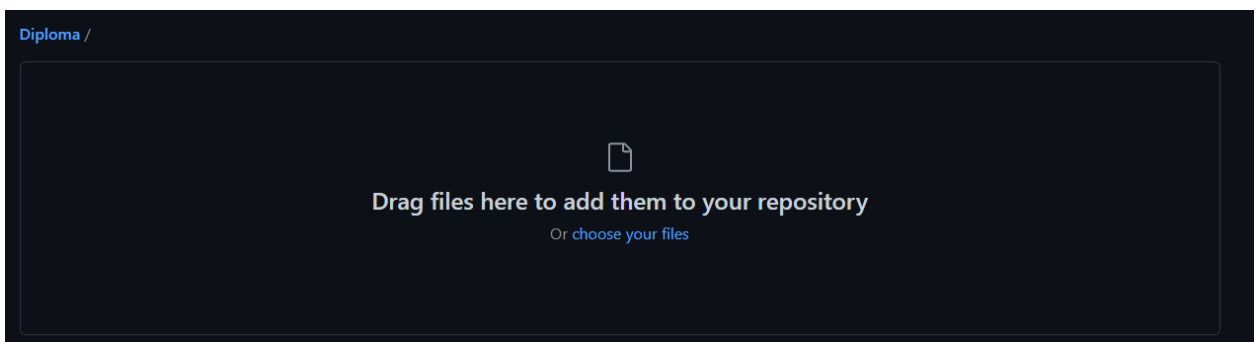 Diploma /
Drag files here to add them to your repository
Or choose your files